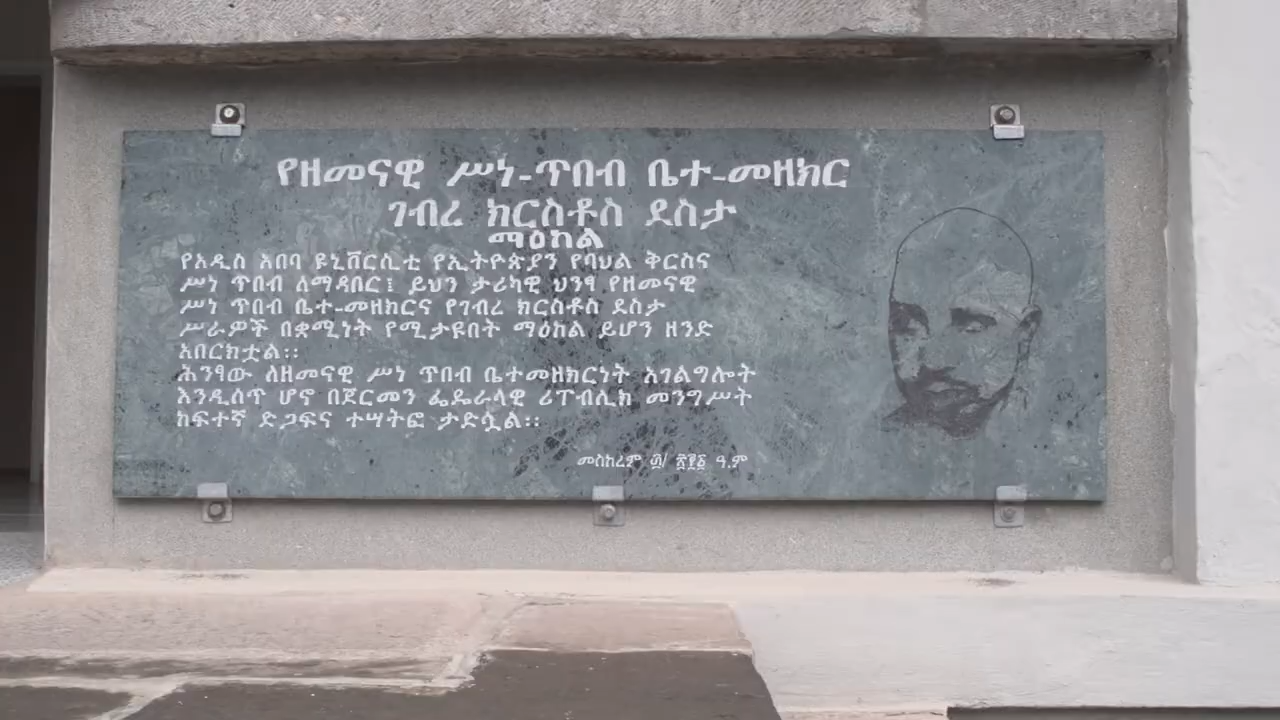 የዘመናዊ ሥነ-ጥበብ ቤተ-መዘክር
ገብረ ክርስቶስ ደስታ
ማዕከል
የአዲስ አበባ ዩኒቨርሲቲ የኢትዮጵያን የባህል ቅርስና
ሥነ ጥበብ ለማዳበር፤ ይህን ታሪካዊ ህንፃ የዘመናዊ
ሥነ ጥበብ ቤተ-መዘክርና የገብረ ክርስቶስ ደስታ
ሥራዎች በቋሚነት የሚታዩበት ማዕከል ይሆን ዘንድ
አበርክቷል፡፡
ሕንፃው ለዘመናዊ ሥነ ጥበብ ቤተመዘክርነት አገልግሎት
እንዲሰጥ ሆኖ በጀርመን ፌዴራላዊ ሪፐብሊክ መንግሥት
ከፍተኛ ድጋፍና ተሣትፎ ታድሷል፡፡
መስከረም ዓ.ም